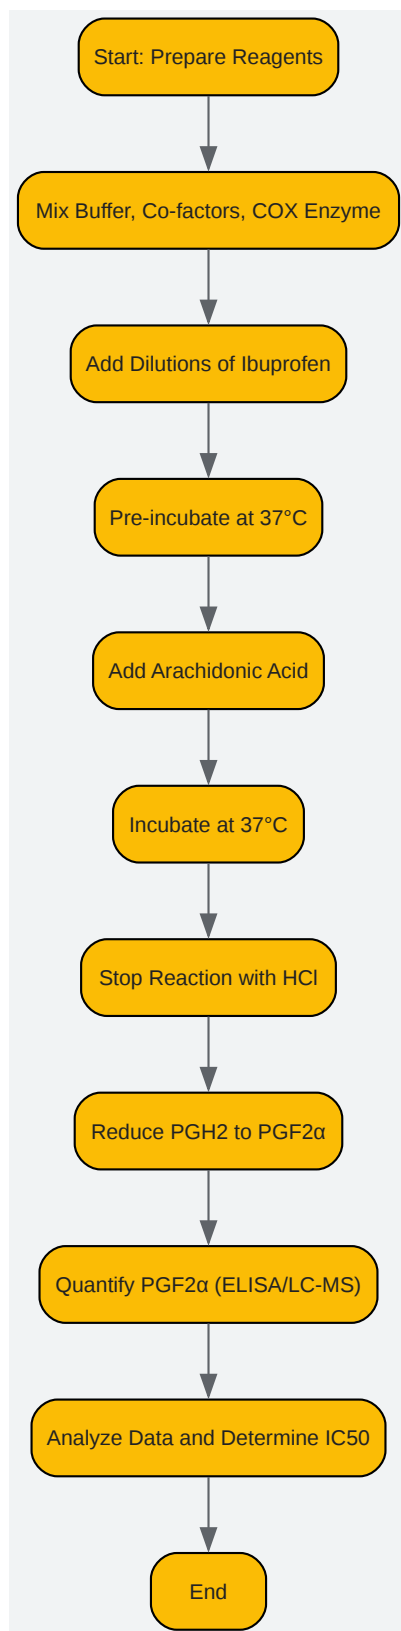 Start: Prepare Reagents
Mix Buffer, Co-factors, COX Enzyme
Add Dilutions of Ibuprofen
Pre-incubate at 37°C
Add Arachidonic Acid
Incubate at 37°C
Stop Reaction with HCl
Reduce PGH2 to PGF2α
Quantify PGF2α (ELISA/LC-MS)
Analyze Data and Determine IC50
End